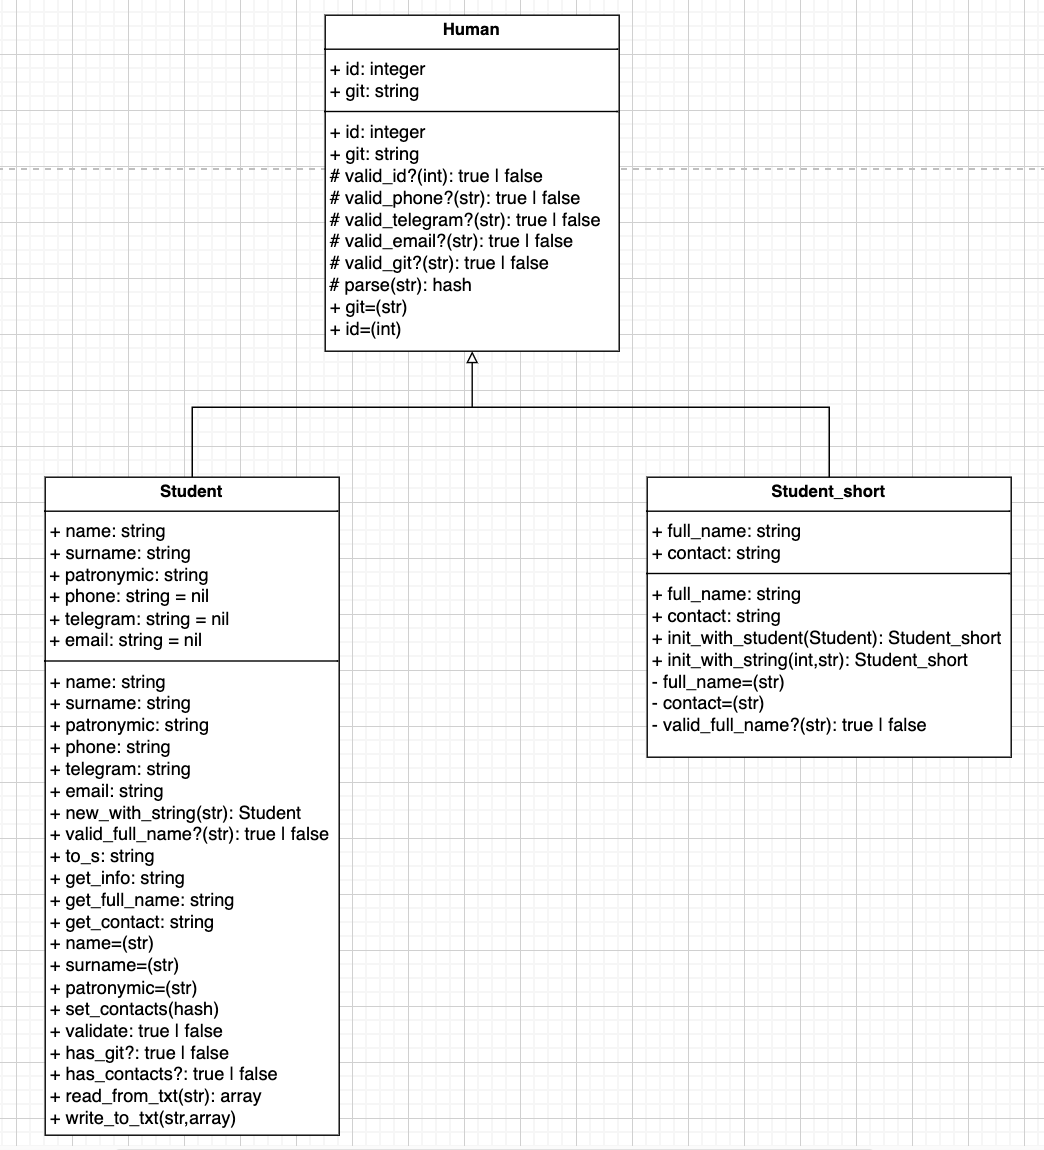 Human
+ id: integer
+ git: string
+ id: integer
+ git: string
# valid_id?(int): true | false
# valid_phone?(str): true | false
# valid_telegram?(str): true | false
# valid_email?(str): true | false
# valid_git?(str): true | false
# parse(str): hash
+ git=(str)
+ id=(int)
Student
+ name: string
+ surname: string
+ patronymic: string
+ phone: string = nil
+ telegram: string = nil
+ email: string = nil
+ name: string
+ surname: string
+ patronymic: string
+ phone: string
+ telegram: string
+ email: string
+ new_with_string(str): Student
+ valid_full_name?(str): true | false
+ to_s: string
+ get_info: string
+ get_full_name: string
+ get_contact: string
+ name=(str)
+ surname=(str)
+ patronymic=(str)
+ set_contacts(hash)
+ validate: true | false
+ has_git?: true | false
+ has_contacts?: true | false
+ read_from_txt(str): array
+ write_to_txt(str,array)
Student_short
+ full_name: string
+ contact: string
+ full_name: string
+ contact: string
+ init_with_student(Student): Student_short
+ init_with_string(int,str): Student_short
- full_name=(str)
- contact=(str)
- valid_full_name?(str): true | false